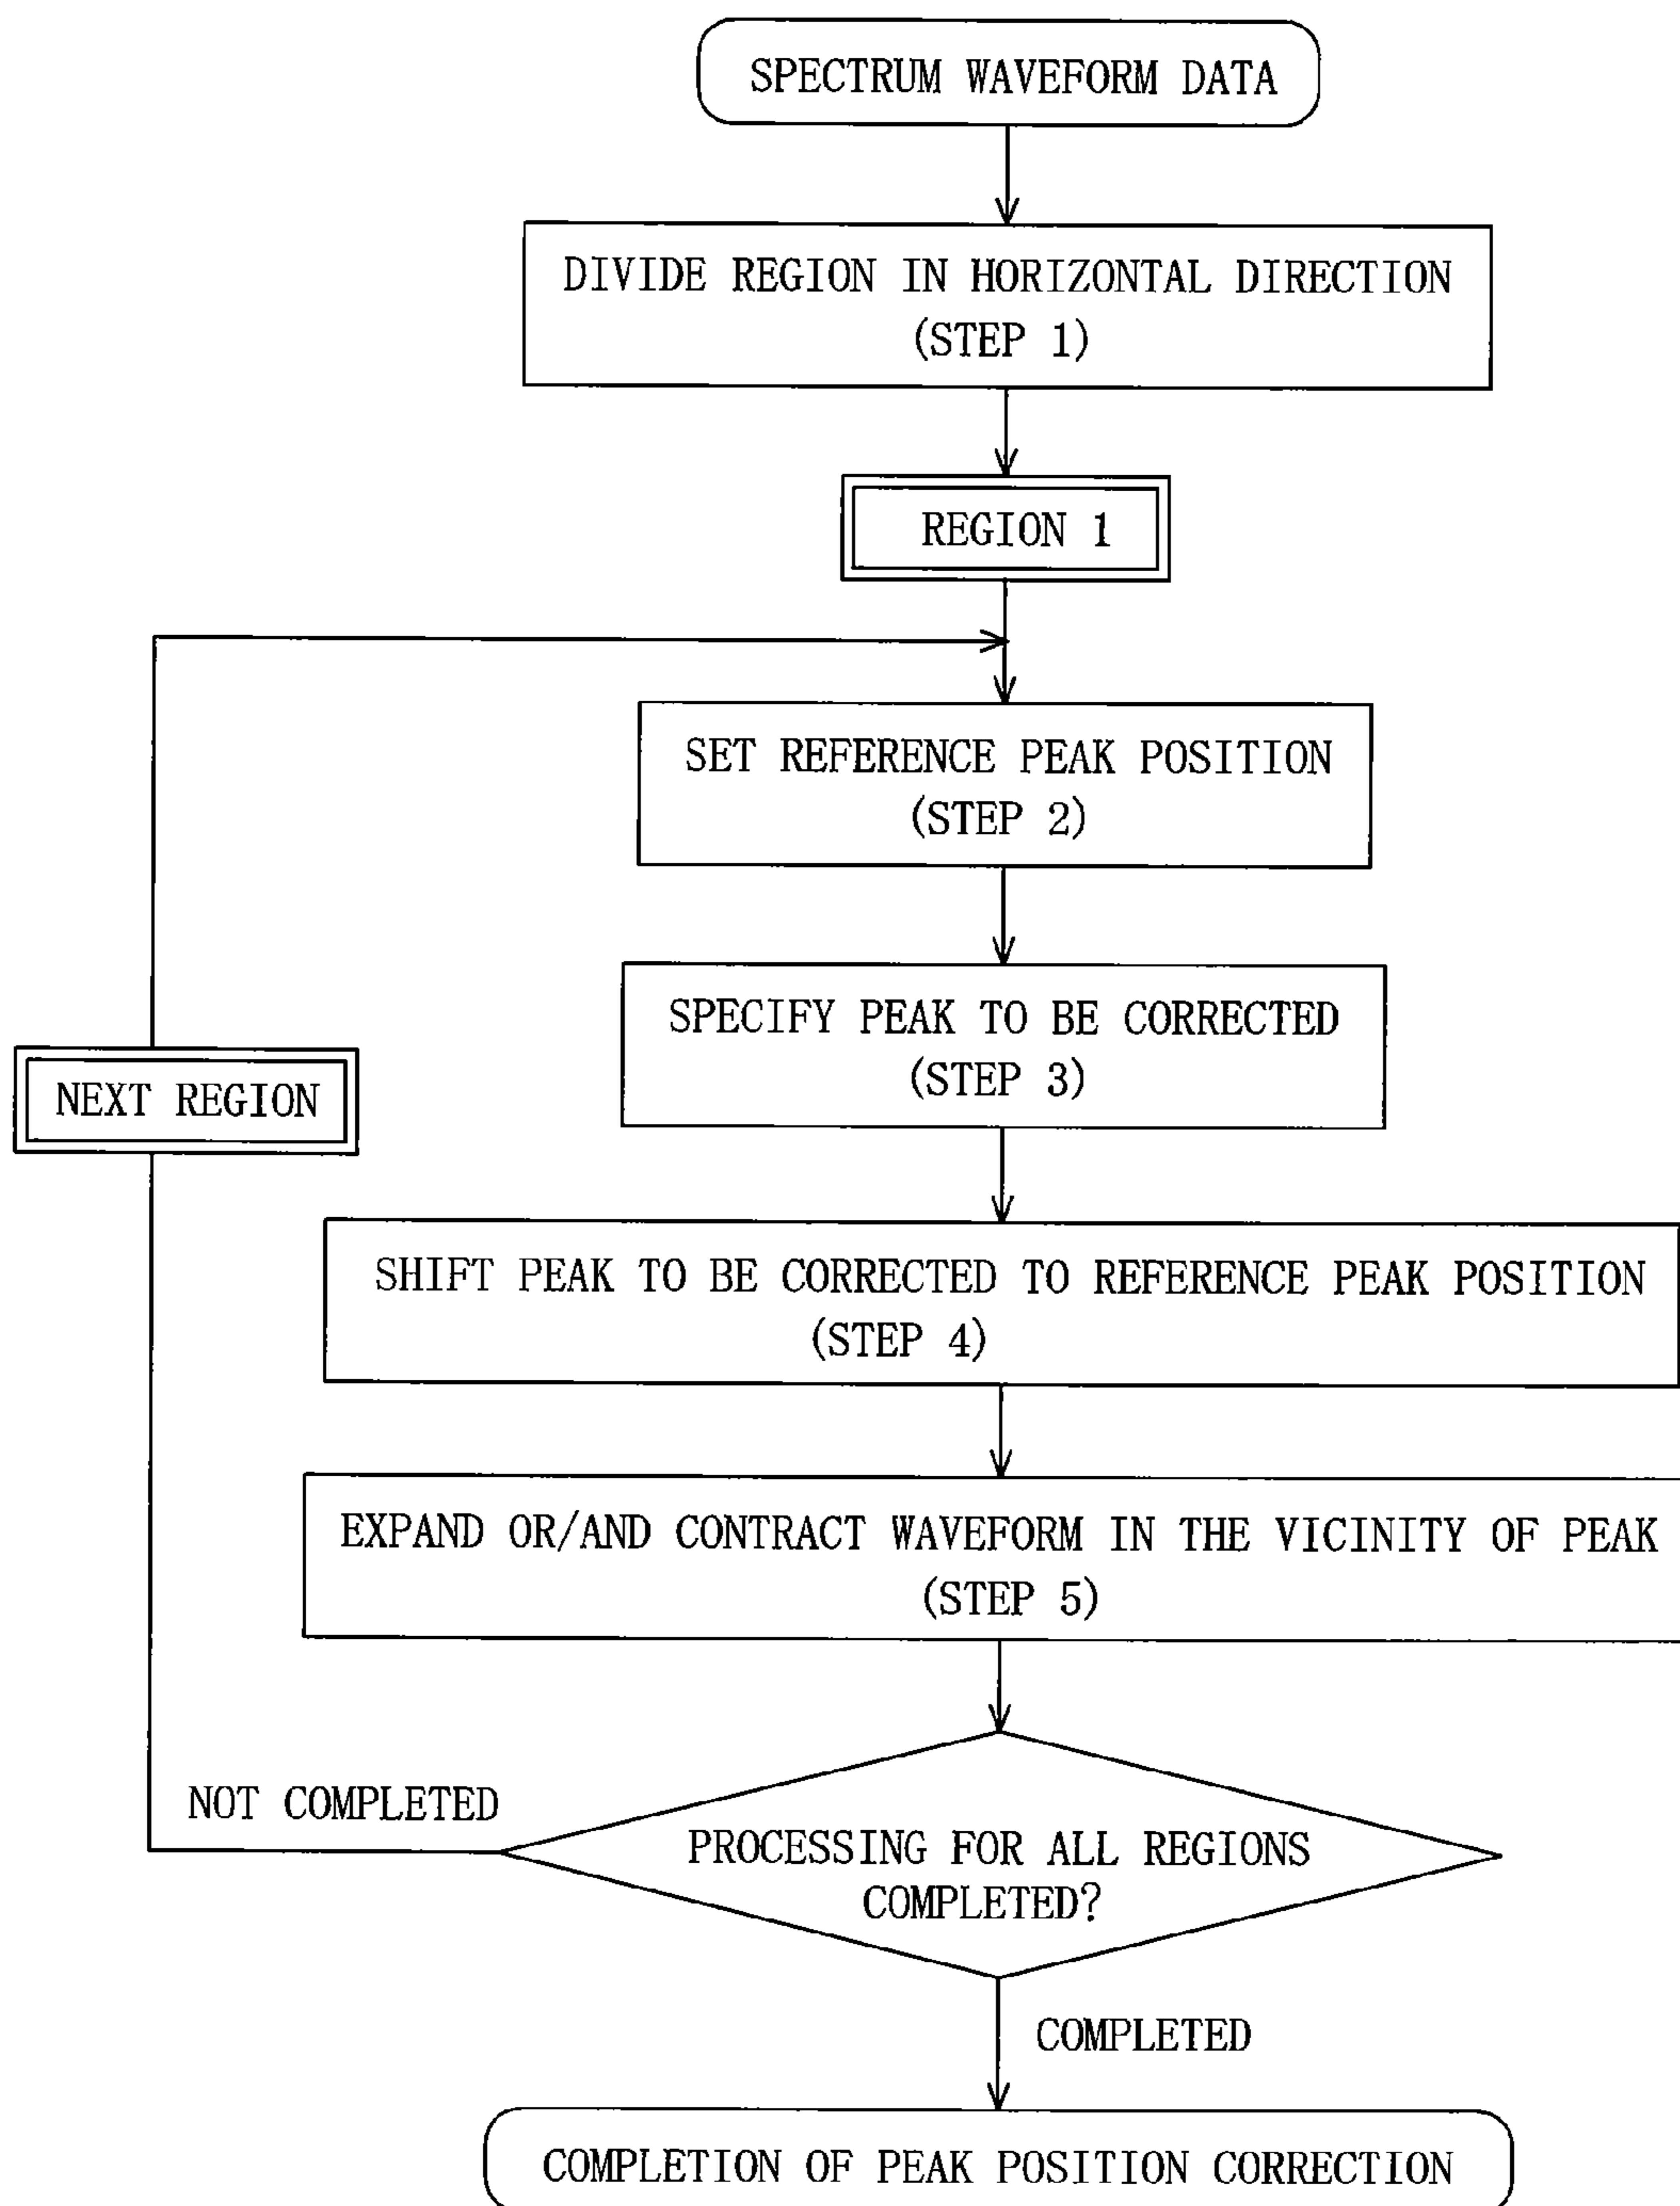 SPECTRUM WAVEFORM DATA
DIVIDE REGION IN HORIZONTAL DIRECTION
(STEP 1)
REGION 1
SET REFERENCE PEAK POSITION
(STEP 2)
SPECIFY PEAK TO BE CORRECTED
(STEP 3)
NEXT REGION
SHIFT PEAK TO BE CORRECTED TO REFERENCE PEAK POSITION
(STEP 4)
EXPAND OR/AND CONTRACT WAVEFORM IN THE VICINITY OF PEAK
(STEP 5)
NOT COMPLETED
PROCESSING FOR ALL REGIONS
COMPLETED?
COMPLETED
COMPLETION OF PEAK POSITION CORRECTION